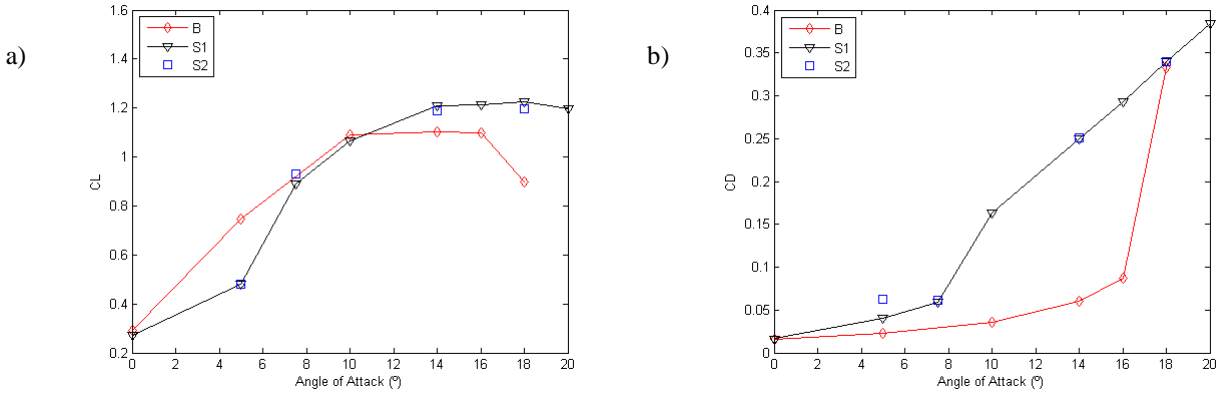 a)
1.6
1.4
1.2
1
0.8
0.6
0.4
0.2
CL
B
S1
S2
0 2 4 6 8 10 12 14 16 18 20
Angle of Attack (º)
b)
0.4
0.35
0.3
0.25
0.2
0.15
0.1
0.05
0
CD
B
S1
S2
0 2 4 6 8 10 12 14 16 18 20
Angle of Attack (º)